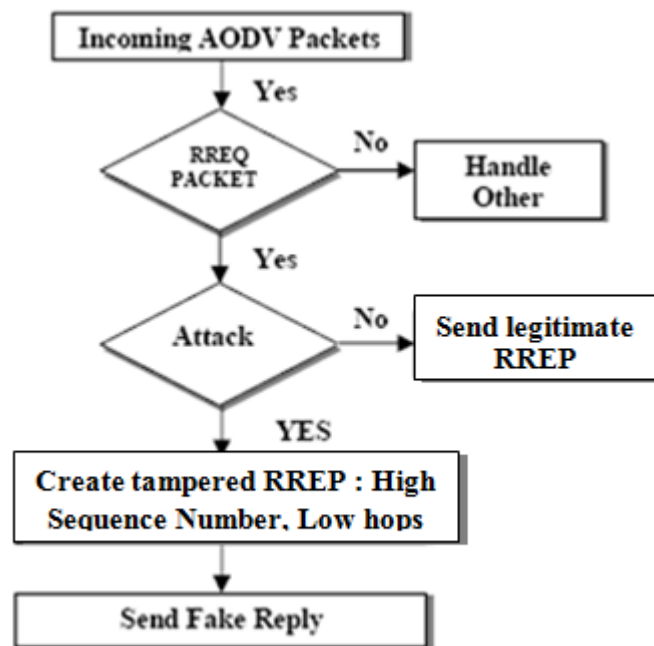 Incoming AODV Packets
Yes
RREQ
PACKET
No
Handle
Other
Yes
Attack
No
Send legitimate
RREP
YES
Create tampered RREP : High
Sequence Number, Low hops
Send Fake Reply